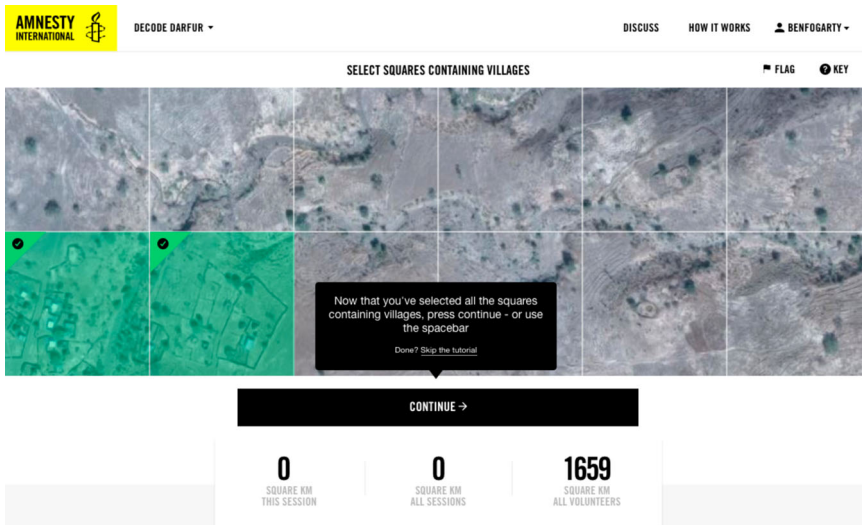 AMNESTY
INTERNATIONAL
DECODE DARFUR
DISCUSS
HOW IT WORKS
BENFOGARTY
SELECT SQUARES CONTAINING VILLAGES
FLAG
? KEY
Now that you've selected all the squares
containing villages, press continue - or use
the spacebar
Done? Skip the tutorial
CONTINUE →
0
SQUARE KM
THIS SESSION
0
SQUARE KM
ALL SESSIONS
1659
SQUARE KM
ALL VOLUNTEERS